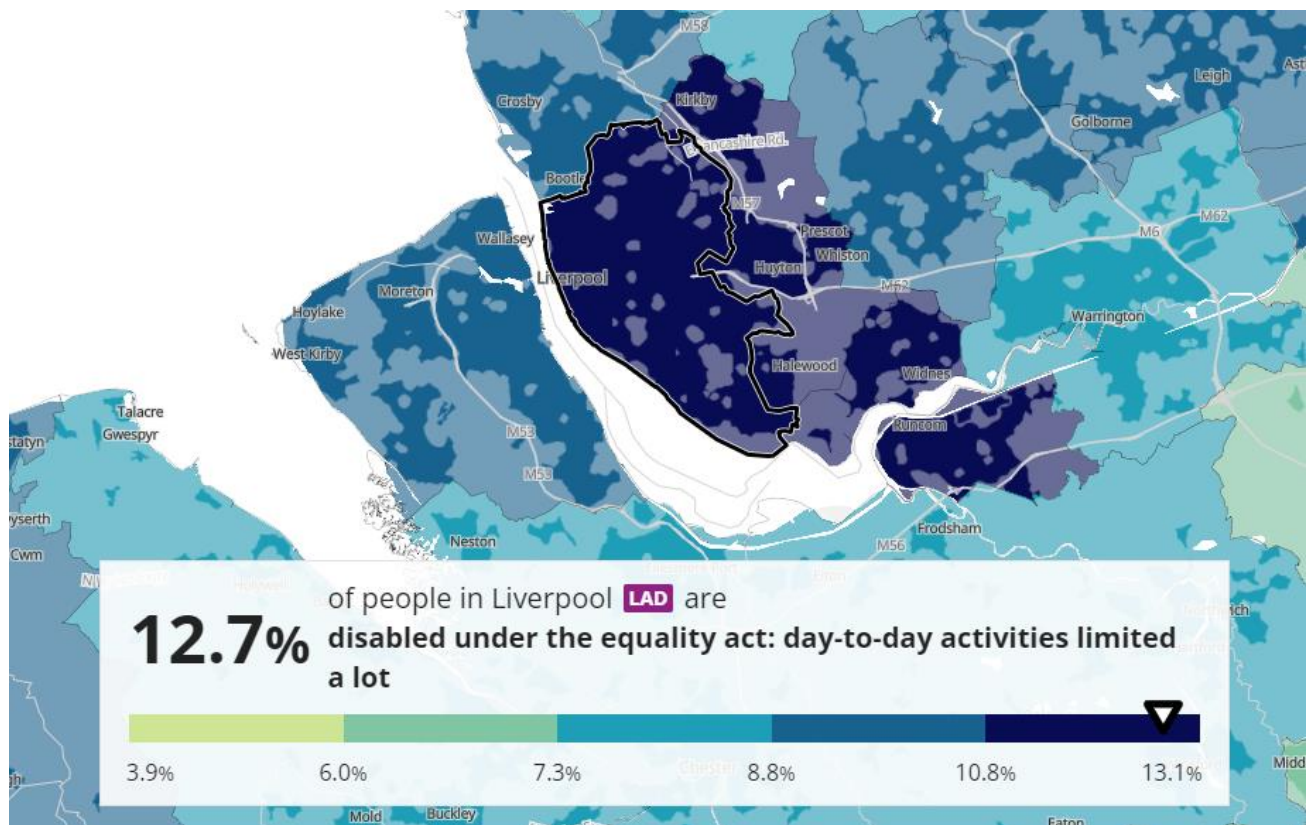 M58
Leigh
Crosby
Kirkby
Golborne
Lancashire Rd.
Bootle
M57
M62
M6
Wallasey
Prescot
Whiston
Huyton
Liverpool
M62
Moreton
Hoylake
Warrington
West Kirby
Halewood
Widnes
Talacre
Runcorn
Gwespyr
M53
M53
Frodsham
Neston
M56
Cwm
of people in Liverpool LAD are
12.7%
disabled under the equality act: day-to-day activities limited
a lot
3.9% 6.0% 7.3% 8.8% 10.8% 13.1%
Chester
Mold
Buckley